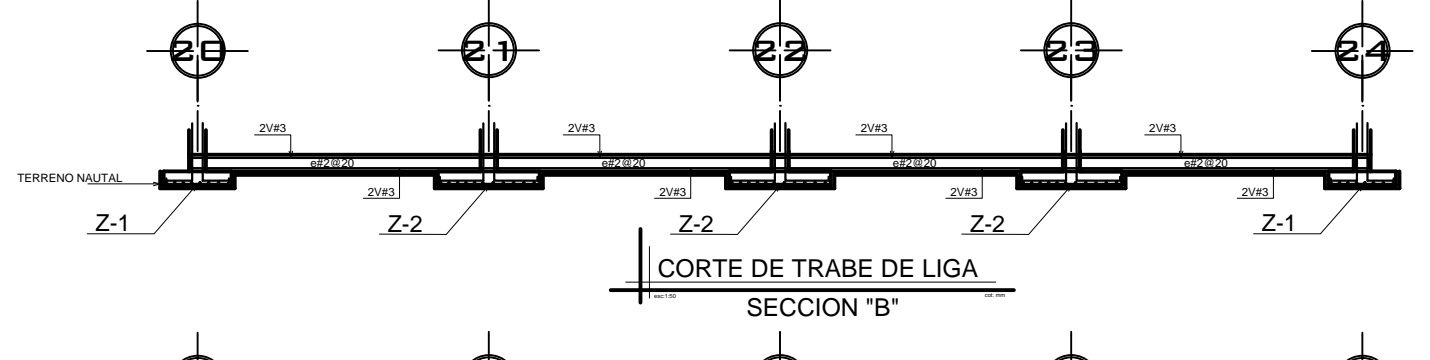 20 21 22 23 24
2V#3 2V#3 2V#3 2V#3
e#2@20 e#2@20 e#2@20 e#2@20
TERRENO NAUTAL
2V#3 2V#3 2V#3 2V#3
Z-1 Z-2 Z-2 Z-2 Z-1
CORTE DE TRABE DE LIGA
esc:1:50 cot: mm
SECCION "B"